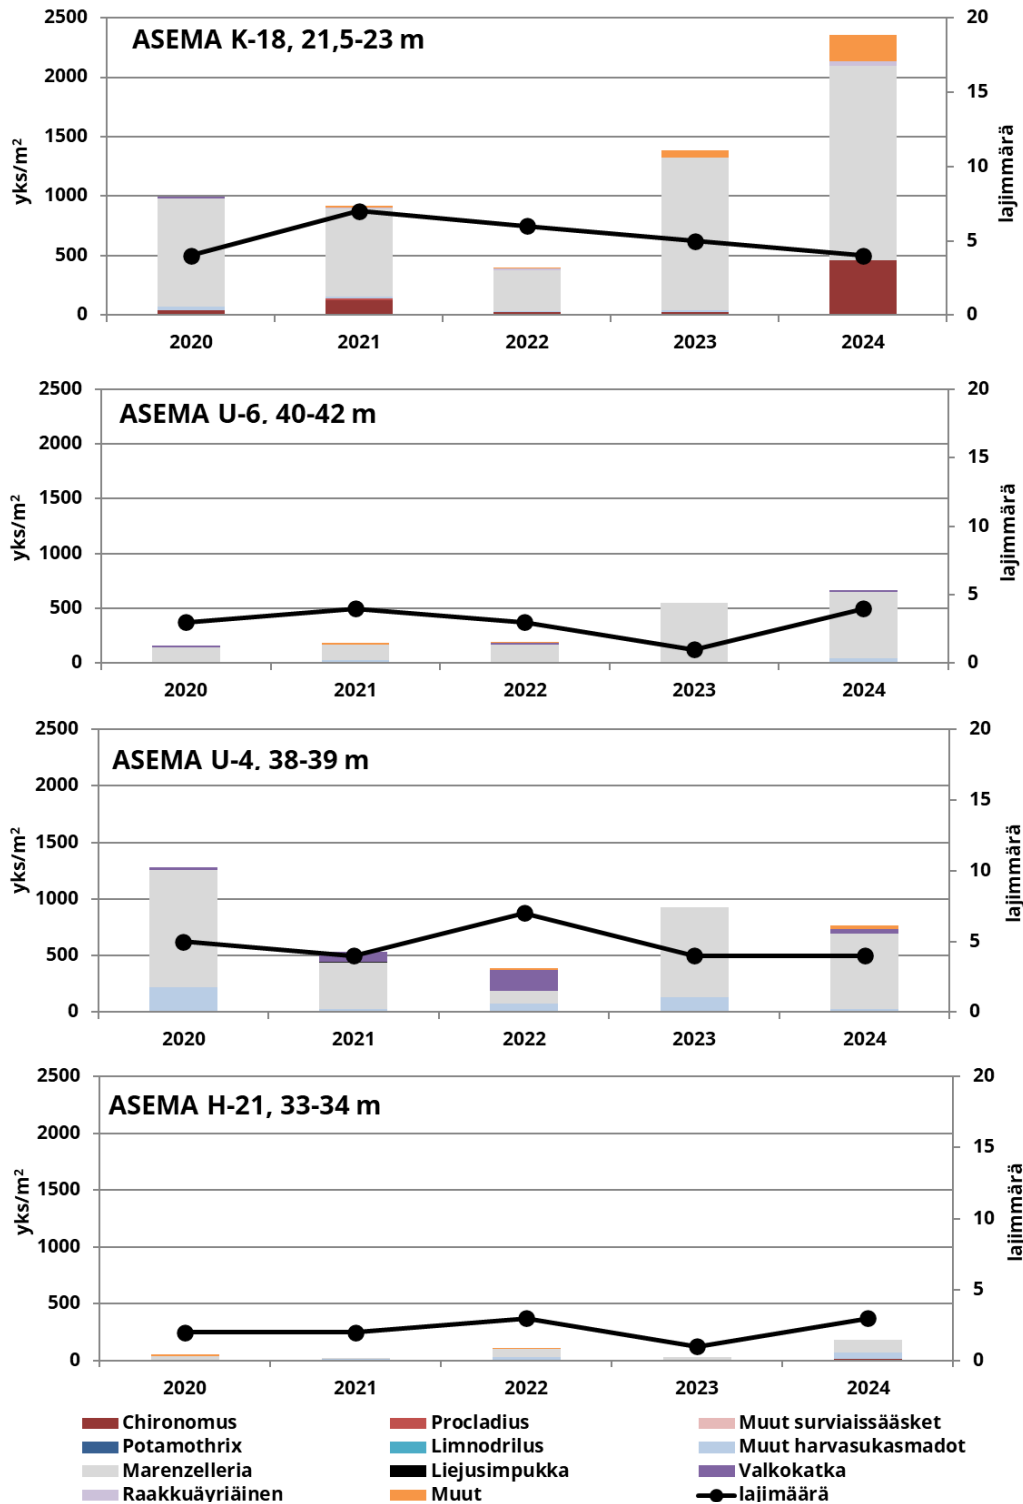 ASEMA K-18, 21,5-23 m
2500
2000
1500
1000
500
0
yks/m²
20
15
10
5
0
lajimmärä
2020 2021 2022 2023 2024
ASEMA U-6, 40-42 m
2500
2000
1500
1000
500
0
yks/m²
20
15
10
5
0
lajimmärä
2020 2021 2022 2023 2024
ASEMA U-4, 38-39 m
2500
2000
1500
1000
500
0
yks/m²
20
15
10
5
0
lajimmärä
2020 2021 2022 2023 2024
ASEMA H-21, 33-34 m
2500
2000
1500
1000
500
0
yks/m²
20
15
10
5
0
lajimmärä
2020 2021 2022 2023 2024
Chironomus Procladius Muut surviaissääsket
Potamothrix Limnodrilus Muut harvasukasmadot
Marenzelleria Liejusimpukka Valkokatka
Raakkuäyriäinen Muut lajimäärä